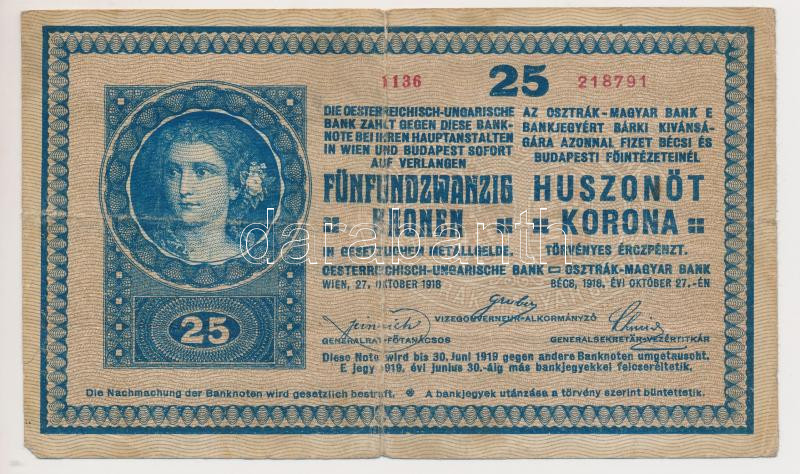 1136 25 218791
DIE OESTERREICHISCH-UNGARISCHE
BANK ZAHLT GEGEN DIESE BANK-
NOTE BEI IHREN HAUPTANSTALTEN
IN WIEN UND BUDAPEST SOFORT
AUF VERLANGEN
FÜNFUNDZWANZIG
KRONEN
IN GESETZLICHEM METALLGELDE.
OESTERREICHISCH-UNGARISCHE BANK
WIEN, 27. OKTOBER 1918
AZ OSZTRÁK-MAGYAR BANK E
BANKJEGYÉRT BÁRKI KIVÁNSÁ-
GÁRA AZONNAL FIZET BÉCSI ÉS
BUDAPESTI FŐINTÉZETEINÉL
HUSZONÖT
KORONA
TÖRVÉNYES ÉRCZPÉNZT.
OSZTRÁK-MAGYAR BANK
BÉCS, 1918. ÉVI OKTÓBER 27.-ÉN
darabanth
Gruber
VIZEGOUVERNEUR-ALKORMÁNYZÓ
GENERALRAT-FŐTANÁCSOS
GENERALSEKRETÄR-VEZÉRTITKÁR
Diese Note wird bis 30. Juni 1919 gegen andere Banknoten umgetauscht.
E jegy 1919. évi junius 30.-áig más bankjegyekkel felcseréltetik.
25
Die Nachmachung der Banknoten wird gesetzlich bestraft. A bankjegyek utánzása a törvény szerint büntettetik.